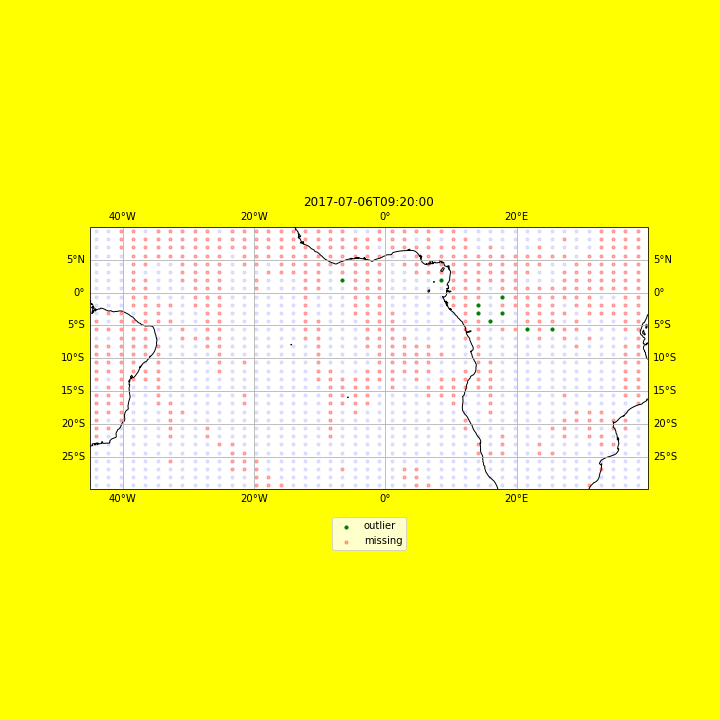 2017-07-06T09:20:00
40°W 20°W 0° 20°E
5°N 5°N
0° 0°
5°S 5°S
10°S 10°S
15°S 15°S
20°S 20°S
25°S 25°S
40°W 20°W 0° 20°E
outlier
missing